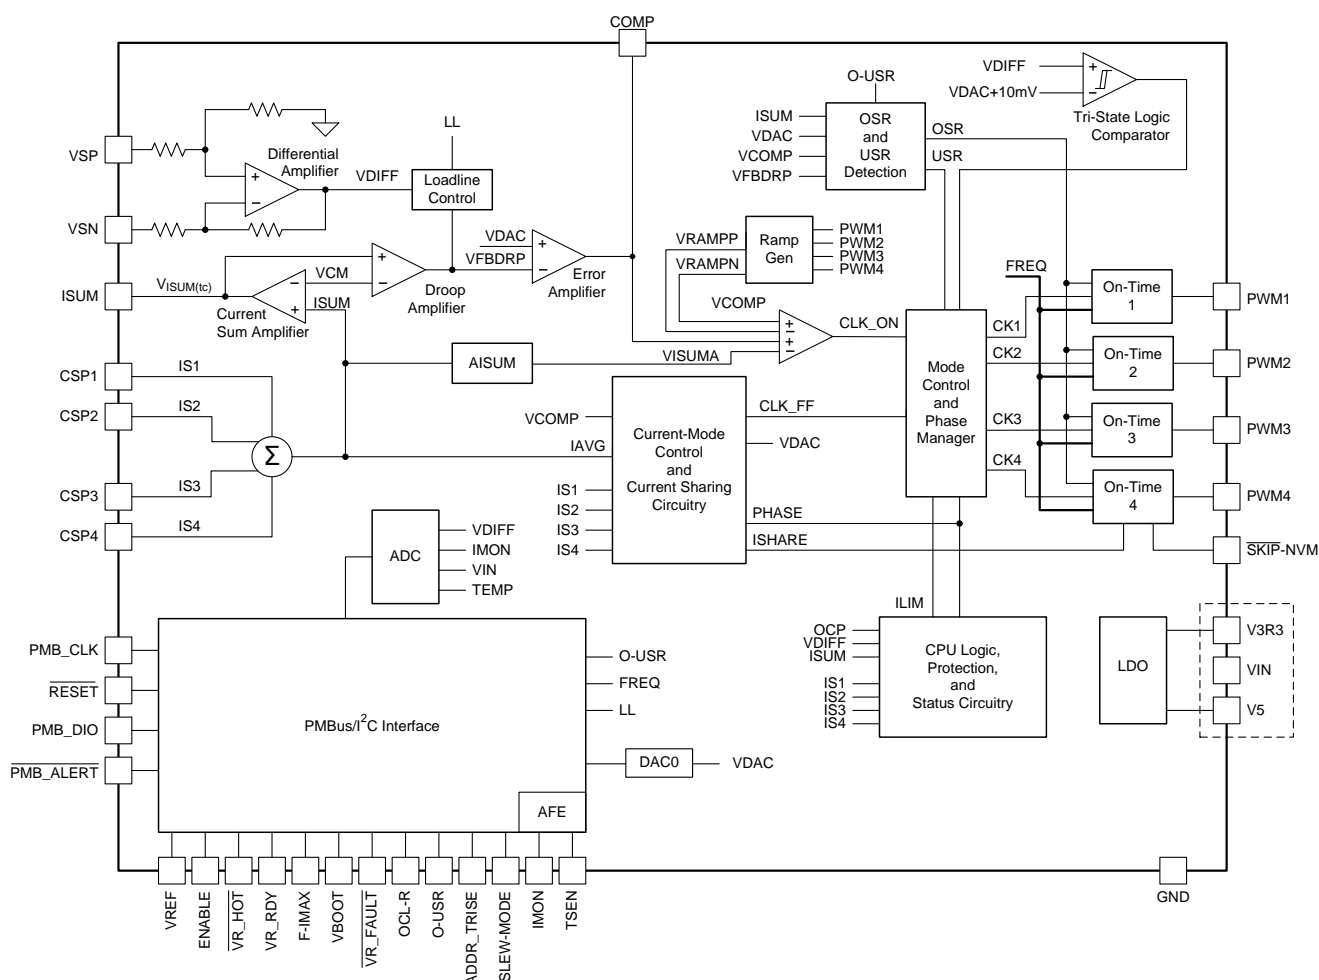 COMP
O-USR
VDIFF
VDAC+10mV
+
−
Tri-State Logic
Comparator
ISUM
VDAC
VCOMP
VFBDRP
OSR
and
USR
Detection
OSR
USR
VSP
VSN
Differential
Amplifier
+
−
VDIFF
LL
Loadline
Control
VDAC
VFBDRP
+
−
Error
Amplifier
VRAMPP
VRAMPN
Ramp
Gen
PWM1
PWM2
PWM3
PWM4
FREQ
ISUM
VISUM(tc)
Current
Sum Amplifier
−
+
VCM
ISUM
+
−
Droop
Amplifier
VCOMP
+
−
+
−
CLK_ON
VISUMA
AISUM
Mode
Control
and
Phase
Manager
CK1
CK2
CK3
CK4
On-Time
1
On-Time
2
On-Time
3
On-Time
4
PWM1
PWM2
PWM3
PWM4
SKIP-NVM
CSP1
CSP2
CSP3
CSP4
IS1
IS2
IS3
IS4
Σ
VCOMP
IAVG
IS1
IS2
IS3
IS4
Current-Mode
Control
and
Current Sharing
Circuitry
CLK_FF
VDAC
PHASE
ISHARE
ADC
VDIFF
IMON
VIN
TEMP
ILIM
OCP
VDIFF
ISUM
IS1
IS2
IS3
IS4
CPU Logic,
Protection,
and
Status Circuitry
LDO
V3R3
VIN
V5
PMB_CLK
RESET
PMB_DIO
PMB_ALERT
PMBus/I2C Interface
O-USR
FREQ
LL
DAC0
VDAC
AFE
VREF
ENABLE
VR_HOT
VR_RDY
F-IMAX
VBOOT
VR_FAULT
OCL-R
O-USR
ADDR_TRISE
SLEW-MODE
IMON
TSEN
GND